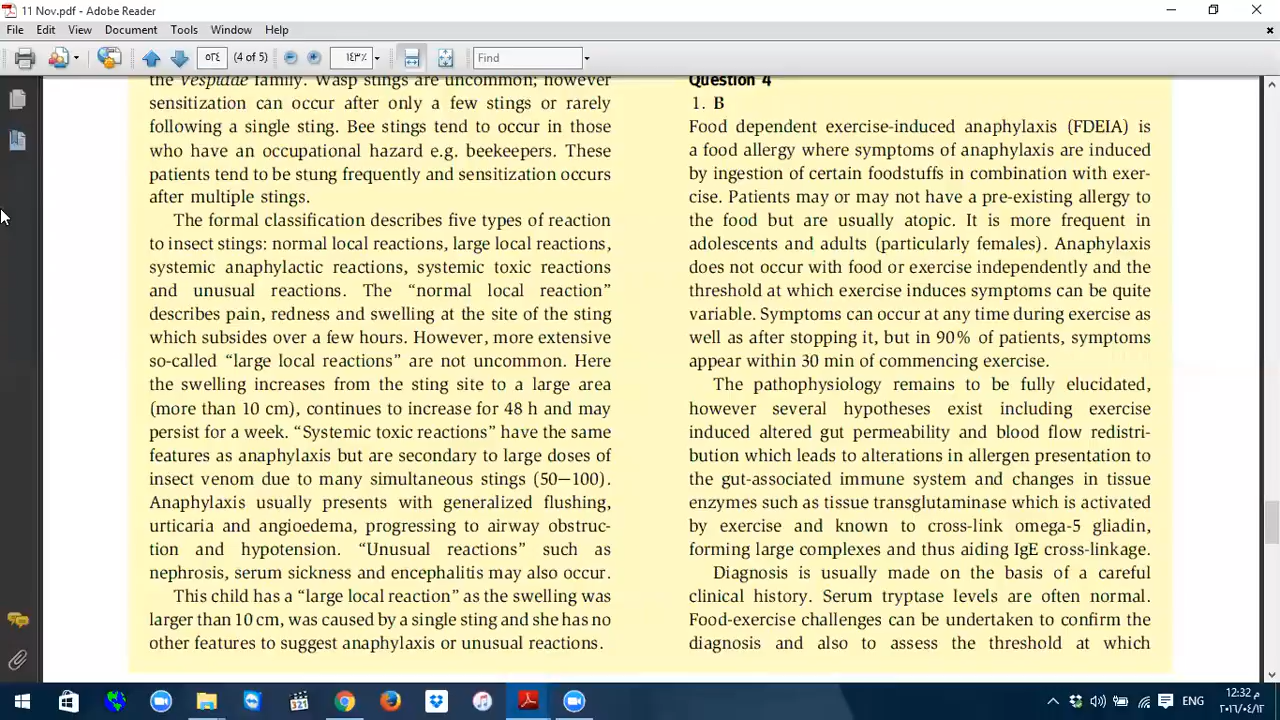 11 Nov.pdf - Adobe Reader
File Edit View Document Tools Window Help
٥٢٤ (4 of 5) ١٤٣٪ Find
the Vespidae family. Wasp stings are uncommon; however
sensitization can occur after only a few stings or rarely
following a single sting. Bee stings tend to occur in those
who have an occupational hazard e.g. beekeepers. These
patients tend to be stung frequently and sensitization occurs
after multiple stings.
The formal classification describes five types of reaction
to insect stings: normal local reactions, large local reactions,
systemic anaphylactic reactions, systemic toxic reactions
and unusual reactions. The “normal local reaction”
describes pain, redness and swelling at the site of the sting
which subsides over a few hours. However, more extensive
so-called “large local reactions” are not uncommon. Here
the swelling increases from the sting site to a large area
(more than 10 cm), continues to increase for 48 h and may
persist for a week. “Systemic toxic reactions” have the same
features as anaphylaxis but are secondary to large doses of
insect venom due to many simultaneous stings (50–100).
Anaphylaxis usually presents with generalized flushing,
urticaria and angioedema, progressing to airway obstruc-
tion and hypotension. “Unusual reactions” such as
nephrosis, serum sickness and encephalitis may also occur.
This child has a “large local reaction” as the swelling was
larger than 10 cm, was caused by a single sting and she has no
other features to suggest anaphylaxis or unusual reactions.
Question 4
1. B
Food dependent exercise-induced anaphylaxis (FDEIA) is
a food allergy where symptoms of anaphylaxis are induced
by ingestion of certain foodstuffs in combination with exer-
cise. Patients may or may not have a pre-existing allergy to
the food but are usually atopic. It is more frequent in
adolescents and adults (particularly females). Anaphylaxis
does not occur with food or exercise independently and the
threshold at which exercise induces symptoms can be quite
variable. Symptoms can occur at any time during exercise as
well as after stopping it, but in 90% of patients, symptoms
appear within 30 min of commencing exercise.
The pathophysiology remains to be fully elucidated,
however several hypotheses exist including exercise
induced altered gut permeability and blood flow redistri-
bution which leads to alterations in allergen presentation to
the gut-associated immune system and changes in tissue
enzymes such as tissue transglutaminase which is activated
by exercise and known to cross-link omega-5 gliadin,
forming large complexes and thus aiding IgE cross-linkage.
Diagnosis is usually made on the basis of a careful
clinical history. Serum tryptase levels are often normal.
Food-exercise challenges can be undertaken to confirm the
diagnosis and also to assess the threshold at which
321
ENG
12:32 م
٢٠١٦/٠٤/١٢